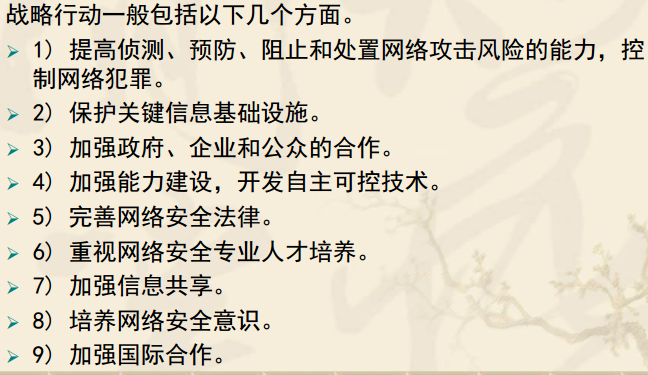 战略行动一般包括以下几个方面。
1) 提高侦测、预防、阻止和处置网络攻击风险的能力，控
制网络犯罪。
2) 保护关键信息基础设施。
3) 加强政府、企业和公众的合作。
4) 加强能力建设，开发自主可控技术。
5) 完善网络安全法律。
6) 重视网络安全专业人才培养。
7) 加强信息共享。
8) 培养网络安全意识。
9) 加强国际合作。